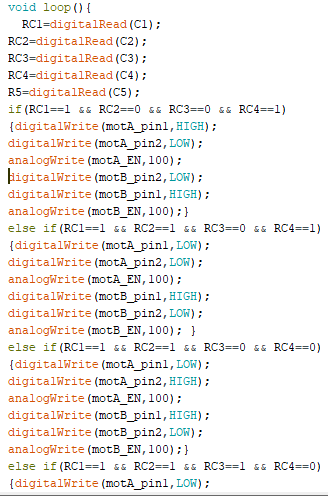 void loop(){
RC1=digitalRead(C1);
RC2=digitalRead(C2);
RC3=digitalRead(C3);
RC4=digitalRead(C4);
R5=digitalRead(C5);
if(RC1==1 && RC2==0 && RC3==0 && RC4==1)
{digitalWrite(motA_pin1,HIGH);
digitalWrite(motA_pin2,LOW);
analogWrite(motA_EN,100);
digitalWrite(motB_pin2,LOW);
digitalWrite(motB_pin1,HIGH);
analogWrite(motB_EN,100);}
else if(RC1==1 && RC2==1 && RC3==0 && RC4==1)
{digitalWrite(motA_pin1,LOW);
digitalWrite(motA_pin2,LOW);
analogWrite(motA_EN,100);
digitalWrite(motB_pin1,HIGH);
digitalWrite(motB_pin2,LOW);
analogWrite(motB_EN,100); }
else if(RC1==1 && RC2==1 && RC3==0 && RC4==0)
{digitalWrite(motA_pin1,LOW);
digitalWrite(motA_pin2,HIGH);
analogWrite(motA_EN,100);
digitalWrite(motB_pin1,HIGH);
digitalWrite(motB_pin2,LOW);
analogWrite(motB_EN,100);}
else if(RC1==1 && RC2==1 && RC3==1 && RC4==0)
{digitalWrite(motA_pin1,LOW);